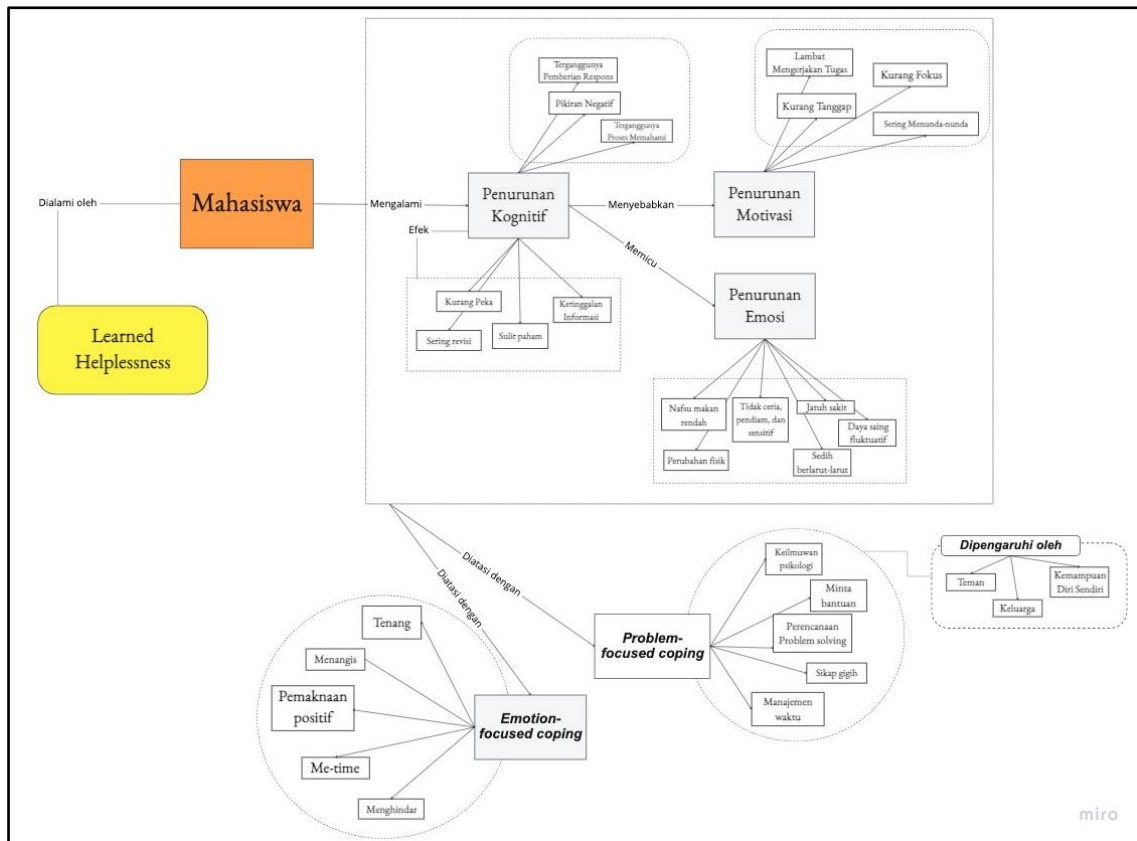 Terganggunya
Pemberian Respons
Pikiran Negatif
Terganggunya
Proses Memahami
Lambat
Mengerjakan Tugas
Kurang Fokus
Kurang Tanggap
Sering Menunda-nunda
Dialami oleh
Mahasiswa
Mengalami
Penurunan
Kognitif
Menyebabkan
Penurunan
Motivasi
Efek
Memicu
Kurang Peka
Ketinggalan
Informasi
Sering revisi
Sulit paham
Penurunan
Emosi
Learned
Helplessness
Nafsu makan
rendah
Tidak ceria,
pendiam, dan
sensitif
Jatuh sakit
Daya saing
fluktuatif
Perubahan fisik
Sedih
berlarut-larut
Diatasi dengan
Diatasi dengan
Keilmuwan
psikologi
Minta
bantuan
Perencanaan
Problem solving
Sikap gigih
Manajemen
waktu
Problem-
focused coping
Dipengaruhi oleh
Teman
Keluarga
Kemampuan
Diri Sendiri
Tenang
Menangis
Pemaknaan
positif
Me-time
Menghindar
Emotion-
focused coping
miro